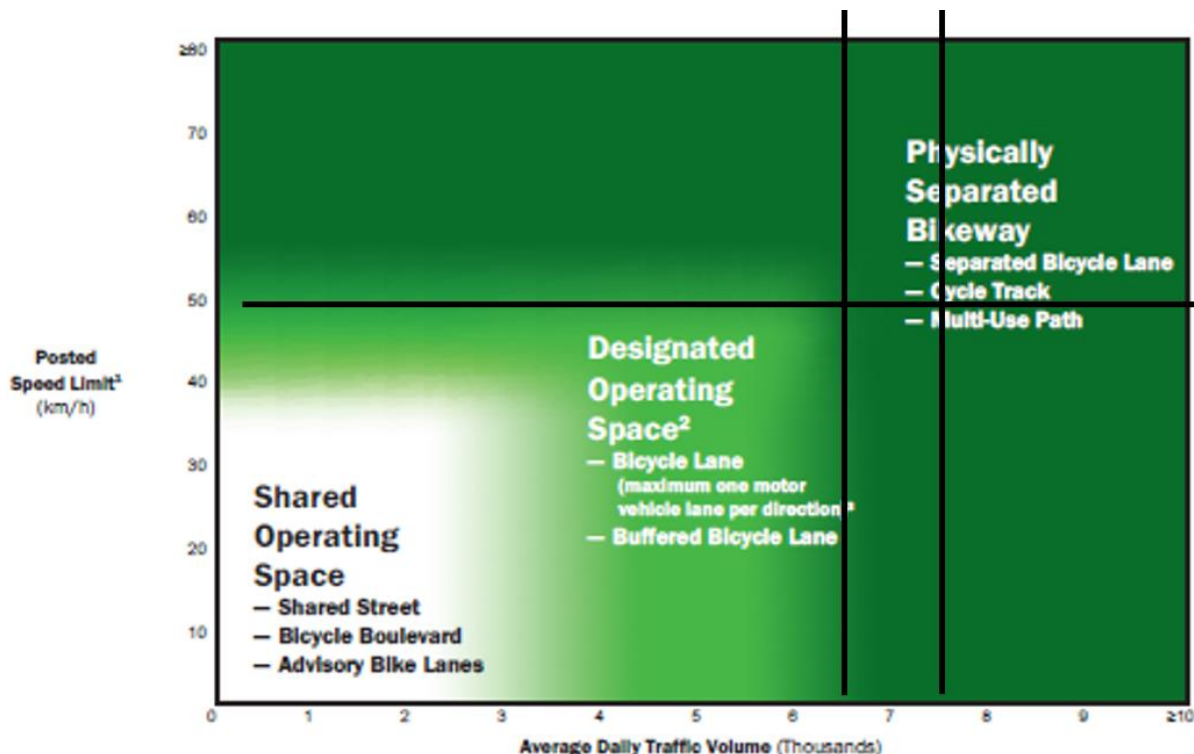 ≥80
70
60
50
40
30
20
10
Posted
Speed Limit¹
(km/h)
Physically
Separated
Bikeway
— Separated Bicycle Lane
— Cycle Track
— Multi-Use Path
Designated
Operating
Space²
— Bicycle Lane
(maximum one motor
vehicle lane per direction)³
— Buffered Bicycle Lane
Shared
Operating
Space
— Shared Street
— Bicycle Boulevard
— Advisory Bike Lanes
0 1 2 3 4 5 6 7 8 9 ≥10
Average Daily Traffic Volume (Thousands)